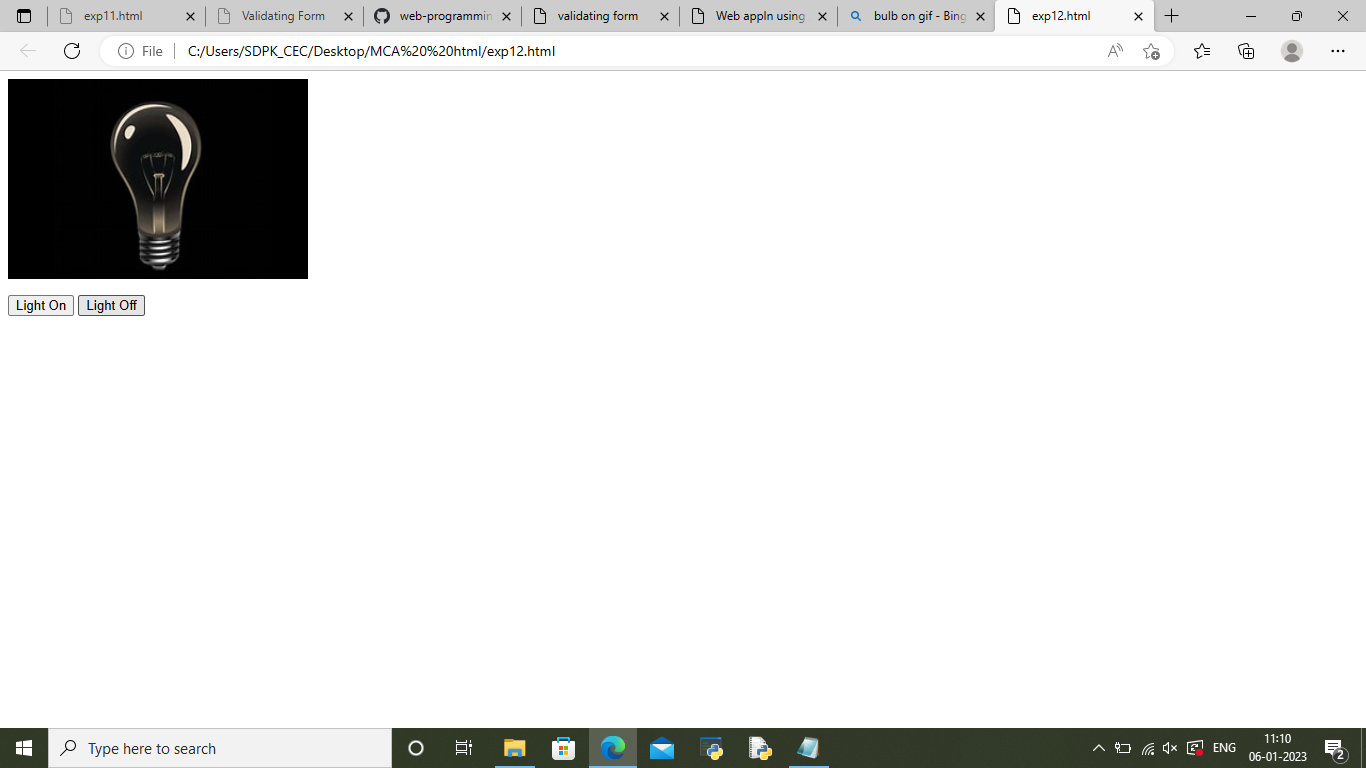 exp11.html
Validating Form
web-programmin
validating form
Web appln using
bulb on gif - Bing
exp12.html
File
C:/Users/SDPK_CEC/Desktop/MCA%20%20html/exp12.html
Light On
Light Off
Type here to search
ENG
11:10
06-01-2023
2